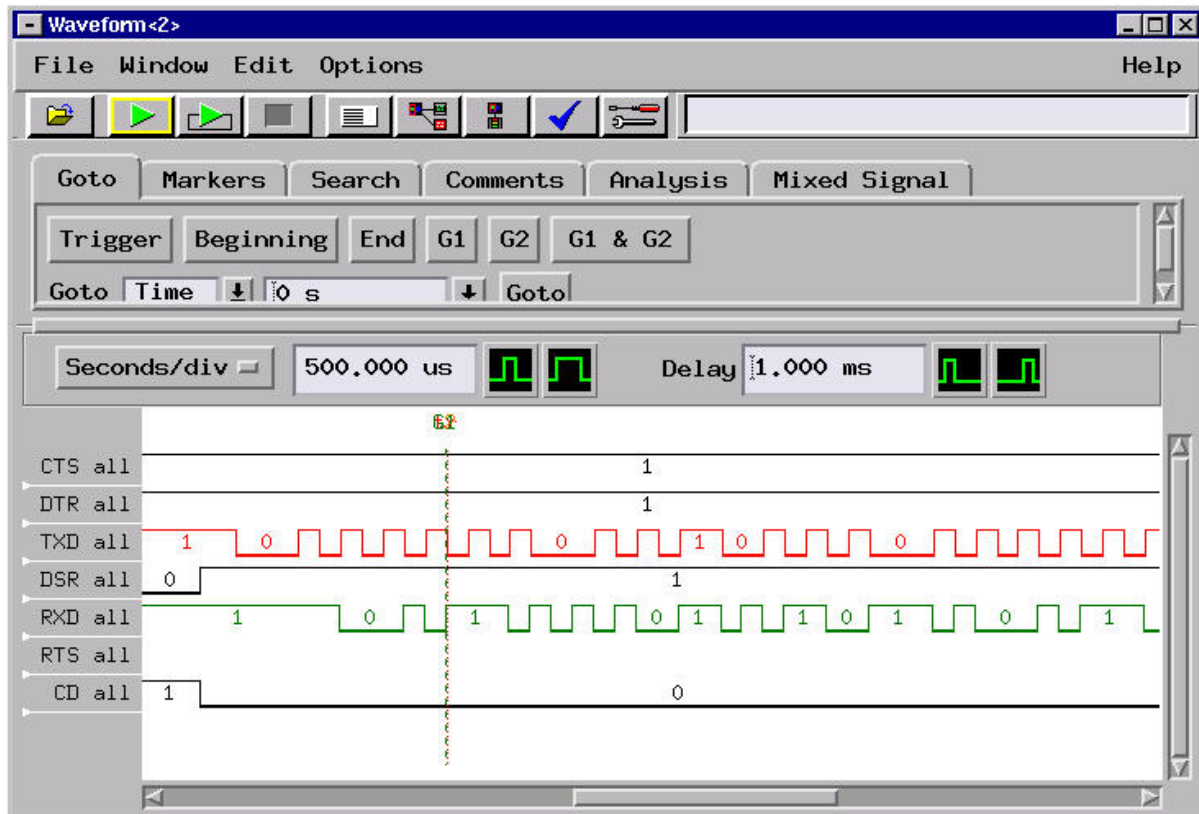 Waveform<2>
File Window Edit Options Help
Goto Markers Search Comments Analysis Mixed Signal
Trigger Beginning End G1 G2 G1 & G2
Goto Time 0 s Goto
Seconds/div 500.000 us Delay 1.000 ms
CTS all 1
DTR all 1
TXD all 1 0 0 1 0 0
DSR all 0 1
RXD all 1 0 1 0 1 1 0 1 0 1
RTS all
CD all 1 0